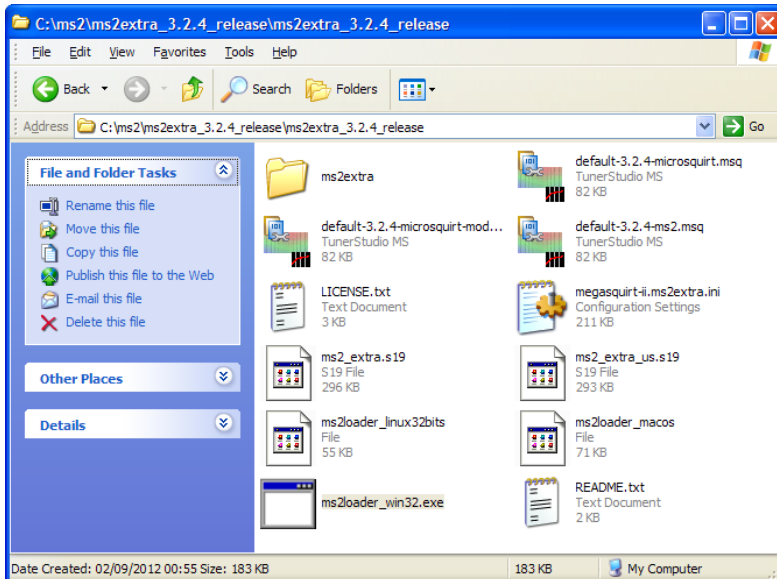 C:\ms2\ms2extra_3.2.4_release\ms2extra_3.2.4_release
File Edit View Favorites Tools Help
Back Search Folders
Address C:\ms2\ms2extra_3.2.4_release\ms2extra_3.2.4_release Go
File and Folder Tasks
Rename this file
Move this file
Copy this file
Publish this file to the Web
E-mail this file
Delete this file
Other Places
Details
ms2extra
default-3.2.4-microsquirt.msq
TunerStudio MS
82 KB
default-3.2.4-microsquirt-mod...
TunerStudio MS
82 KB
default-3.2.4-ms2.msq
TunerStudio MS
82 KB
LICENSE.txt
Text Document
3 KB
megasquirt-ii.ms2extra.ini
Configuration Settings
211 KB
ms2_extra.s19
S19 File
296 KB
ms2_extra_us.s19
S19 File
293 KB
ms2loader_linux32bits
File
55 KB
ms2loader_macos
File
71 KB
ms2loader_win32.exe
README.txt
Text Document
2 KB
Date Created: 02/09/2012 00:55 Size: 183 KB 183 KB My Computer